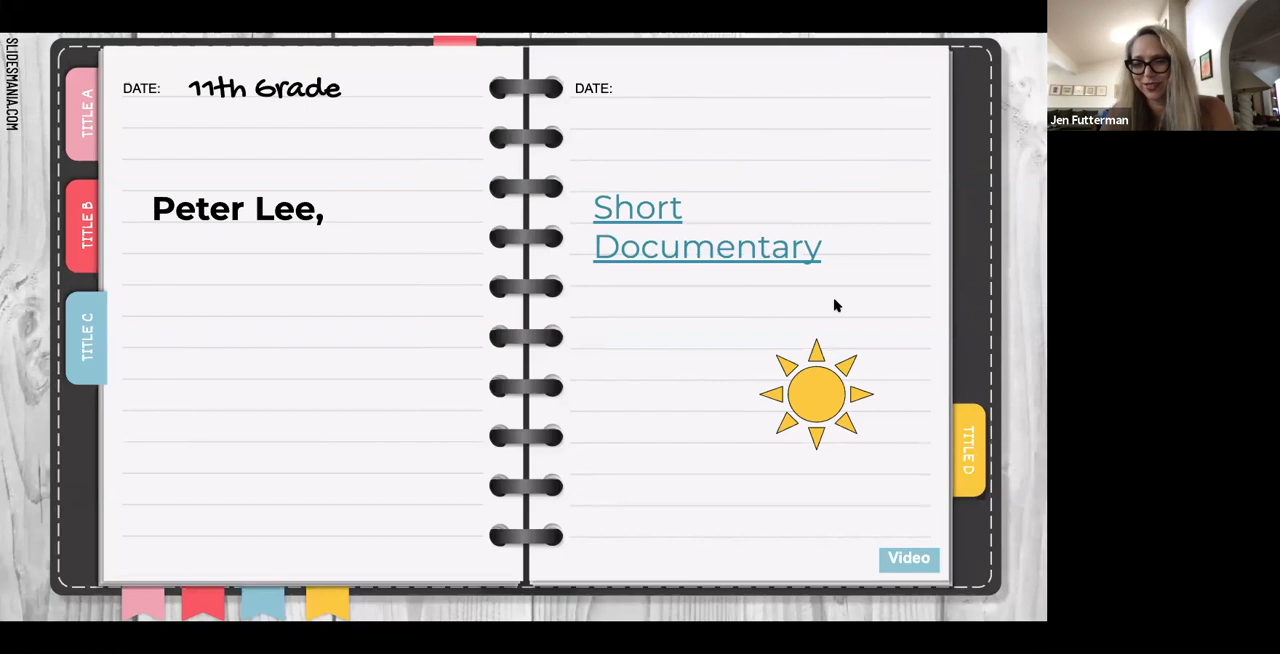 SLIDESMANIA.COM
TITLE A
TITLE B
TITLE C
DATE: 11th Grade
Peter Lee,
DATE:
Short
Documentary
TITLE D
Video
Jen Futterman